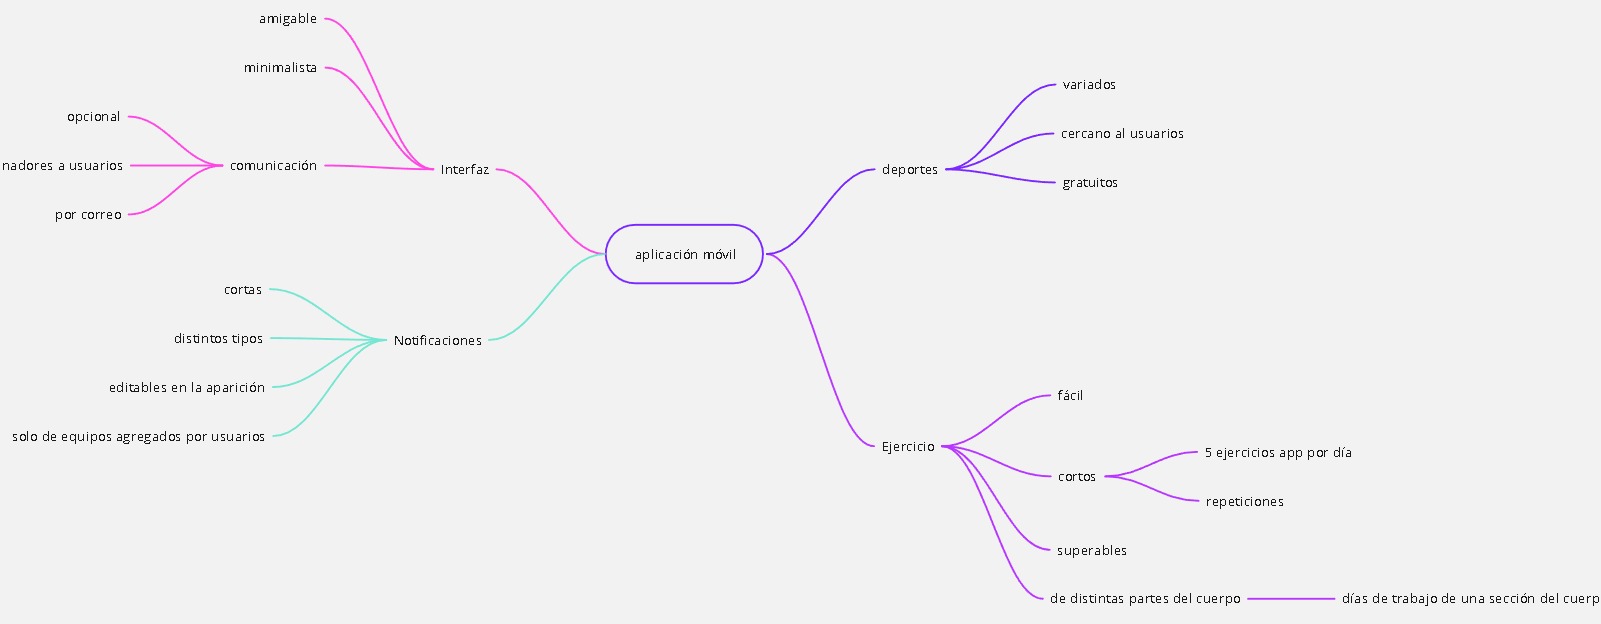 amigable
minimalista
opcional
a usuarios
por correo
comunicación
Interfaz
cortas
distintos tipos
editables en la aparición
solo de equipos agregados por usuarios
Notificaciones
aplicación móvil
deportes
variados
cercano al usuarios
gratuitos
Ejercicio
fácil
cortos
5 ejercicios app por día
repeticiones
superables
de distintas partes del cuerpo
días de trabajo de una sección del